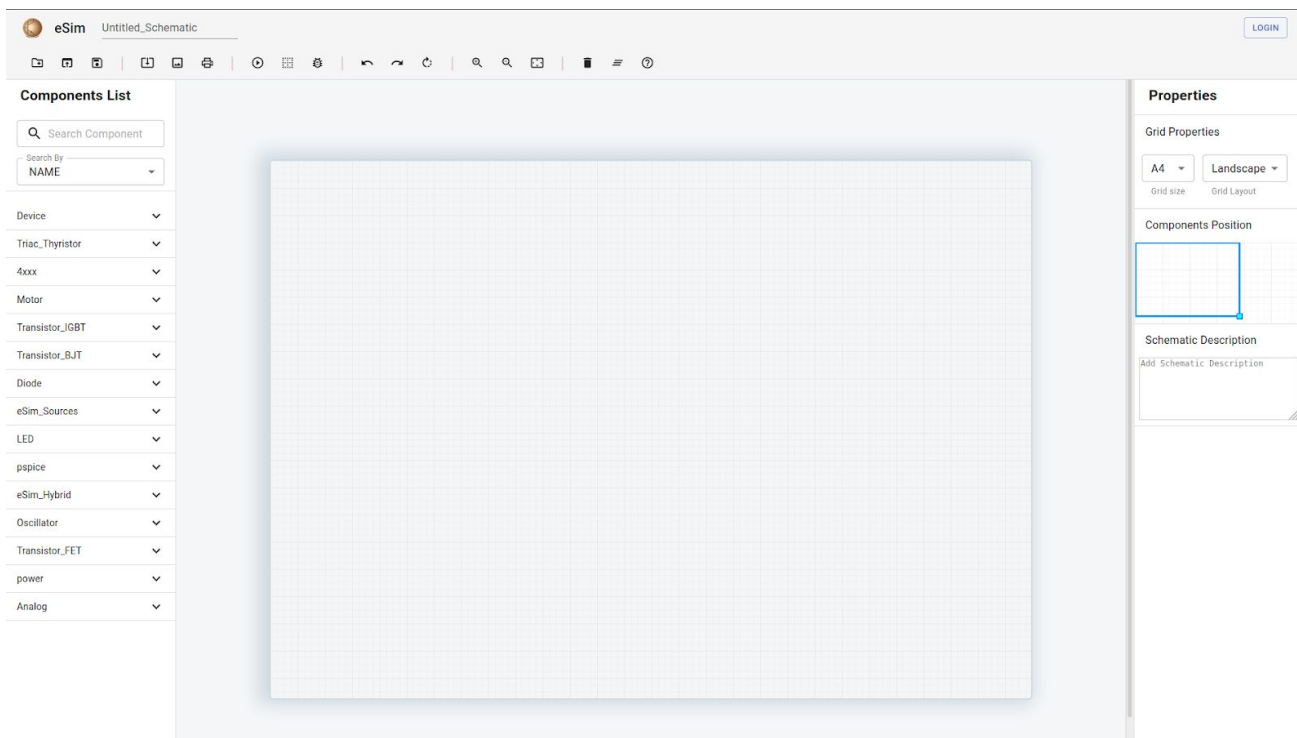 eSim Untitled_Schematic LOGIN
Components List
Search Component
Search By
NAME
Device
Triac_Thyristor
4xxx
Motor
Transistor_IGBT
Transistor_BJT
Diode
eSim_Sources
LED
pspice
eSim_Hybrid
Oscillator
Transistor_FET
power
Analog
Properties
Grid Properties
A4 Landscape
Grid size Grid Layout
Components Position
Schematic Description
Add Schematic Description